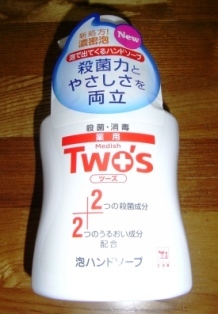 新処方!
濃密泡
New
泡で出てくるハンドソープ
殺菌力と
やさしさを
両立
殺菌・消毒
薬用
Medish
Two's
ツーズ
2つの殺菌成分
+
2つのうるおい成分
配合
泡ハンドソープ